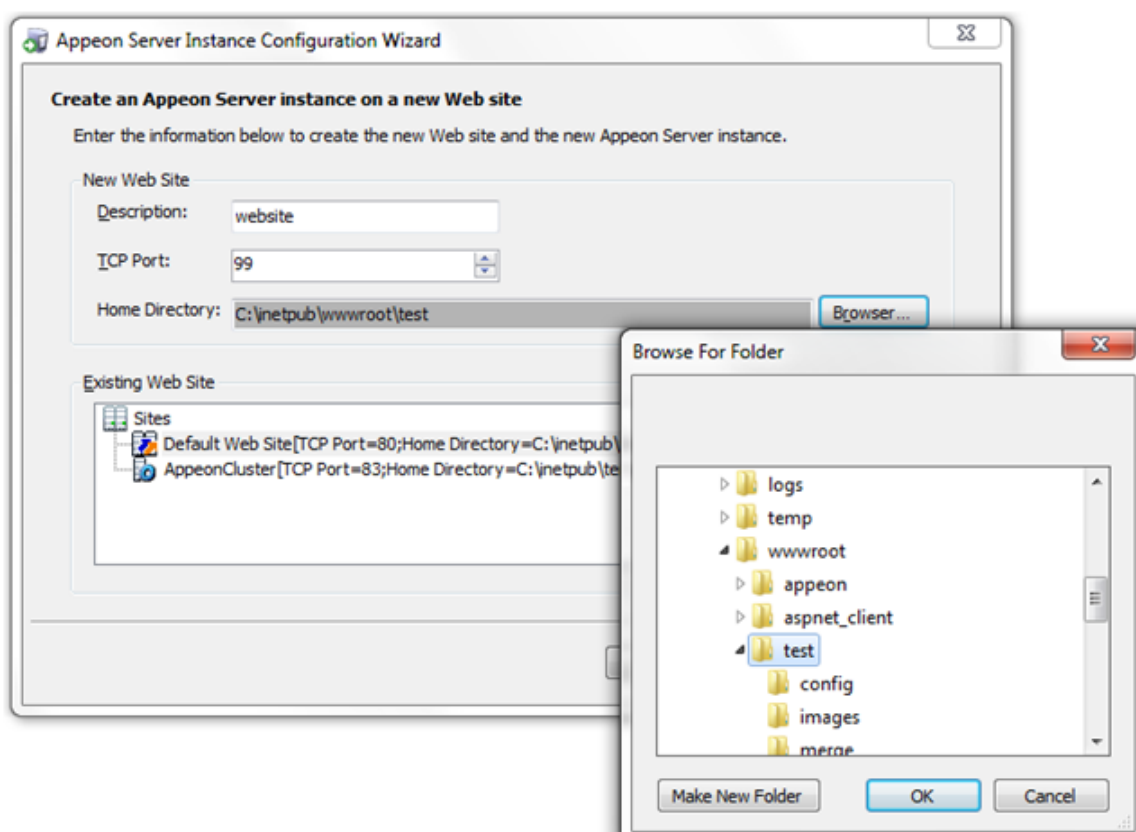 Appeon Server Instance Configuration Wizard
Create an Appeon Server instance on a new Web site
Enter the information below to create the new Web site and the new Appeon Server instance.
New Web Site
Description:
website
TCP Port:
99
Home Directory:
C:\inetpub\wwwroot\test
Browser...
Existing Web Site
Sites
Default Web Site[TCP Port=80;Home Directory=C:\inetpub\
AppeonCluster[TCP Port=83;Home Directory=C:\inetpub\te
Browse For Folder
logs
temp
wwwroot
appeon
aspnet_client
test
config
images
merge
Make New Folder
OK
Cancel